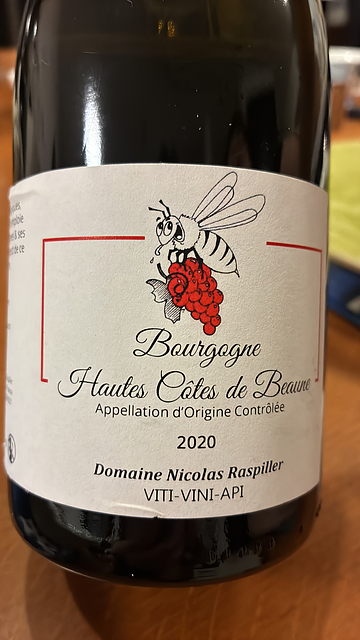 Bourgogne
Hautes Côtes de Beaune
Appellation d'Origine Contrôlée
2020
Domaine Nicolas Raspiller
VITI-VINI-API